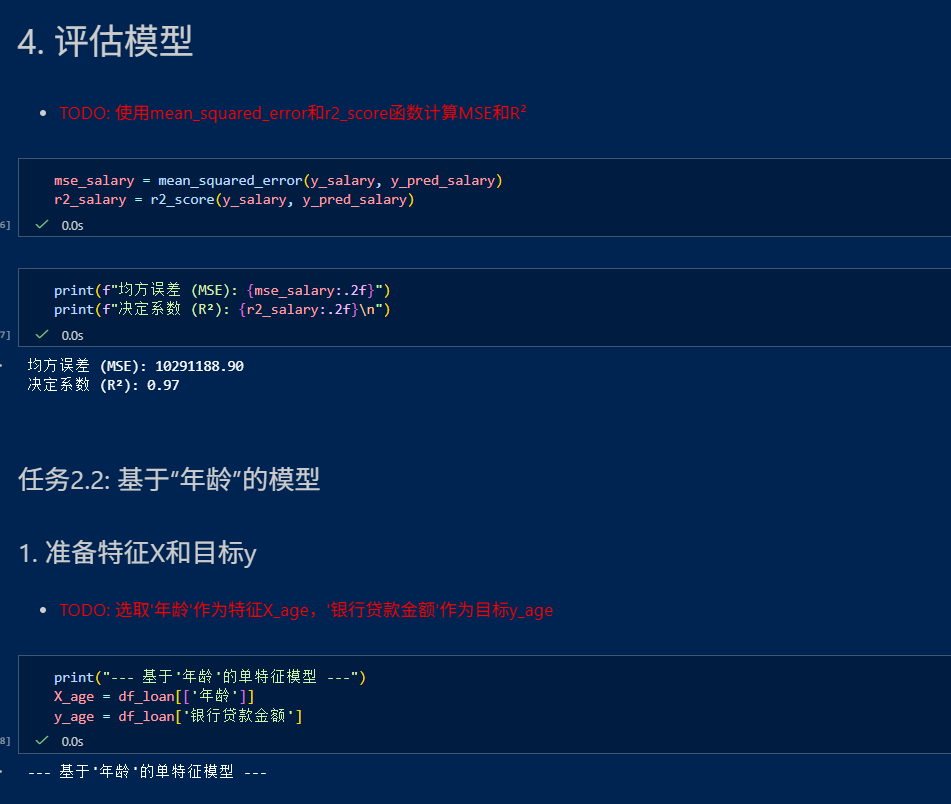 4. 评估模型
TODO: 使用mean_squared_error和r2_score函数计算MSE和R²
mse_salary = mean_squared_error(y_salary, y_pred_salary)
r2_salary = r2_score(y_salary, y_pred_salary)
6]
0.0s
print(f"均方误差 (MSE): {mse_salary:.2f}")
print(f"决定系数 (R²): {r2_salary:.2f}\n")
7]
0.0s
均方误差 (MSE): 10291188.90
决定系数 (R²): 0.97
任务2.2: 基于“年龄”的模型
1. 准备特征X和目标y
TODO: 选取'年龄'作为特征X_age，'银行贷款金额'作为目标y_age
print("--- 基于'年龄'的单特征模型 ---")
X_age = df_loan[['年龄']]
y_age = df_loan['银行贷款金额']
8]
0.0s
--- 基于'年龄'的单特征模型 ---